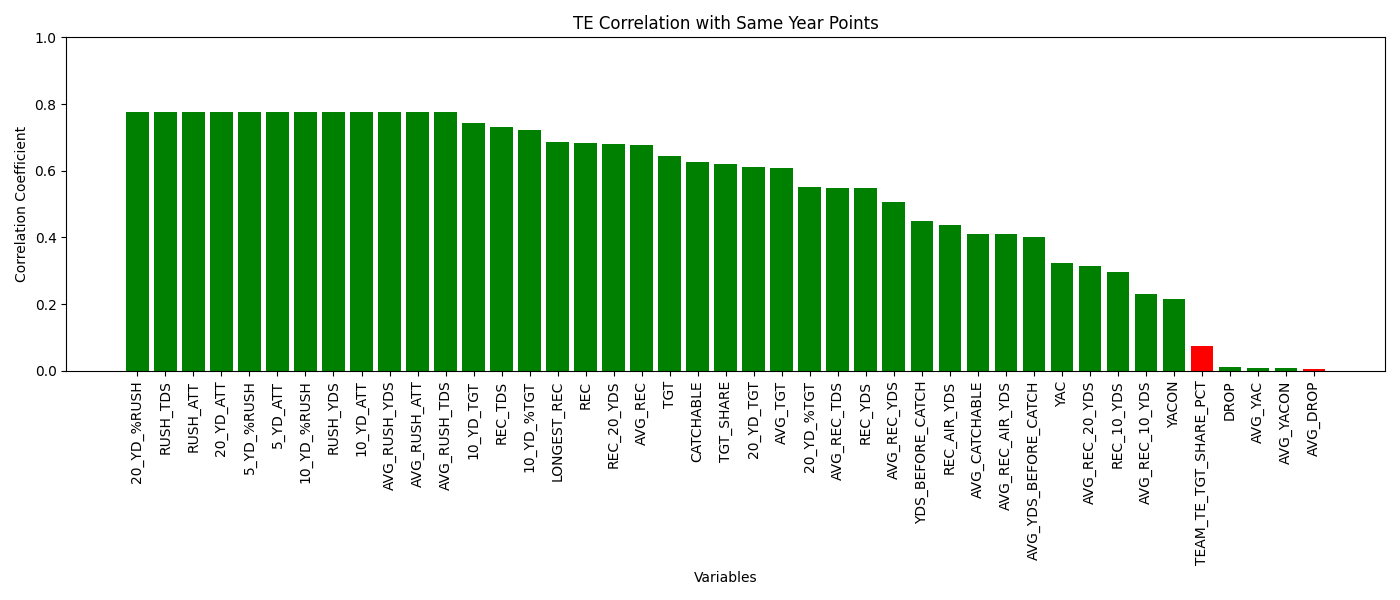 TE Correlation with Same Year Points
1.0
0.8
0.6
0.4
0.2
0.0
Correlation Coefficient
20_YD_%RUSH
RUSH_TDS
RUSH_ATT
20_YD_ATT
5_YD_%RUSH
5_YD_ATT
10_YD_%RUSH
RUSH_YDS
10_YD_ATT
AVG_RUSH_YDS
AVG_RUSH_ATT
AVG_RUSH_TDS
10_YD_TGT
REC_TDS
10_YD_%TGT
LONGEST_REC
REC
REC_20_YDS
AVG_REC
TGT
CATCHABLE
TGT_SHARE
20_YD_TGT
AVG_TGT
20_YD_%TGT
AVG_REC_TDS
REC_YDS
AVG_REC_YDS
YDS_BEFORE_CATCH
REC_AIR_YDS
AVG_CATCHABLE
AVG_REC_AIR_YDS
AVG_YDS_BEFORE_CATCH
YAC
AVG_REC_20_YDS
REC_10_YDS
AVG_REC_10_YDS
YACON
TEAM_TE_TGT_SHARE_PCT
DROP
AVG_YAC
AVG_YACON
AVG_DROP
Variables